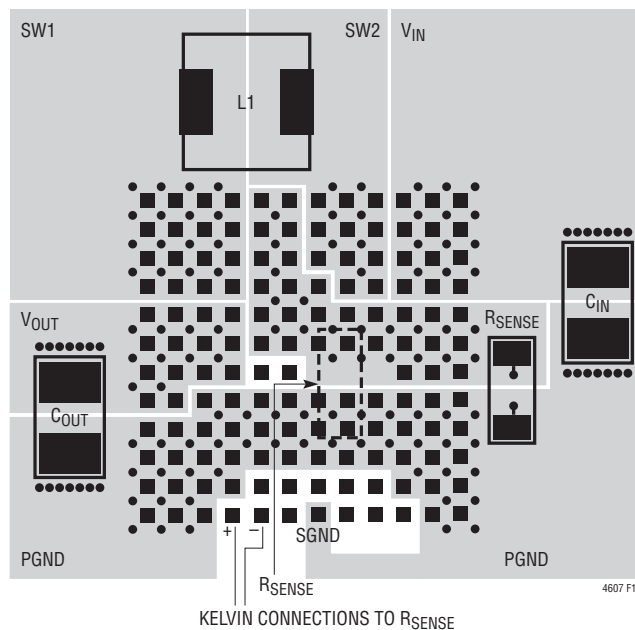 SW1
SW2
VIN
L1
CIN
VOUT
RSENSE
COUT
+
–
SGND
PGND
PGND
RSENSE
4607 F1
KELVIN CONNECTIONS TO RSENSE